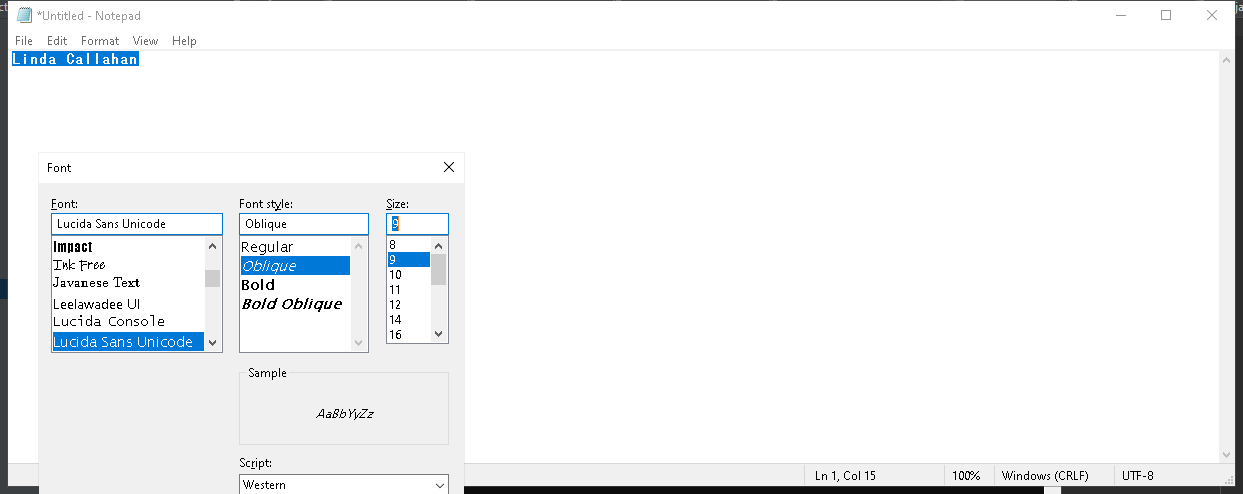 *Untitled - Notepad
File Edit Format View Help
Linda Callahan
Font
Font: Font style: Size:
Lucida Sans Unicode Oblique 9
Impact Regular 8
Ink Free Oblique 9
Javanese Text Bold 10
Leelawadee UI Bold Oblique 11
Lucida Console 12
Lucida Sans Unicode 14
16
Sample
AaBbYyZz
Script:
Western
Ln 1, Col 15 100% Windows (CRLF) UTF-8